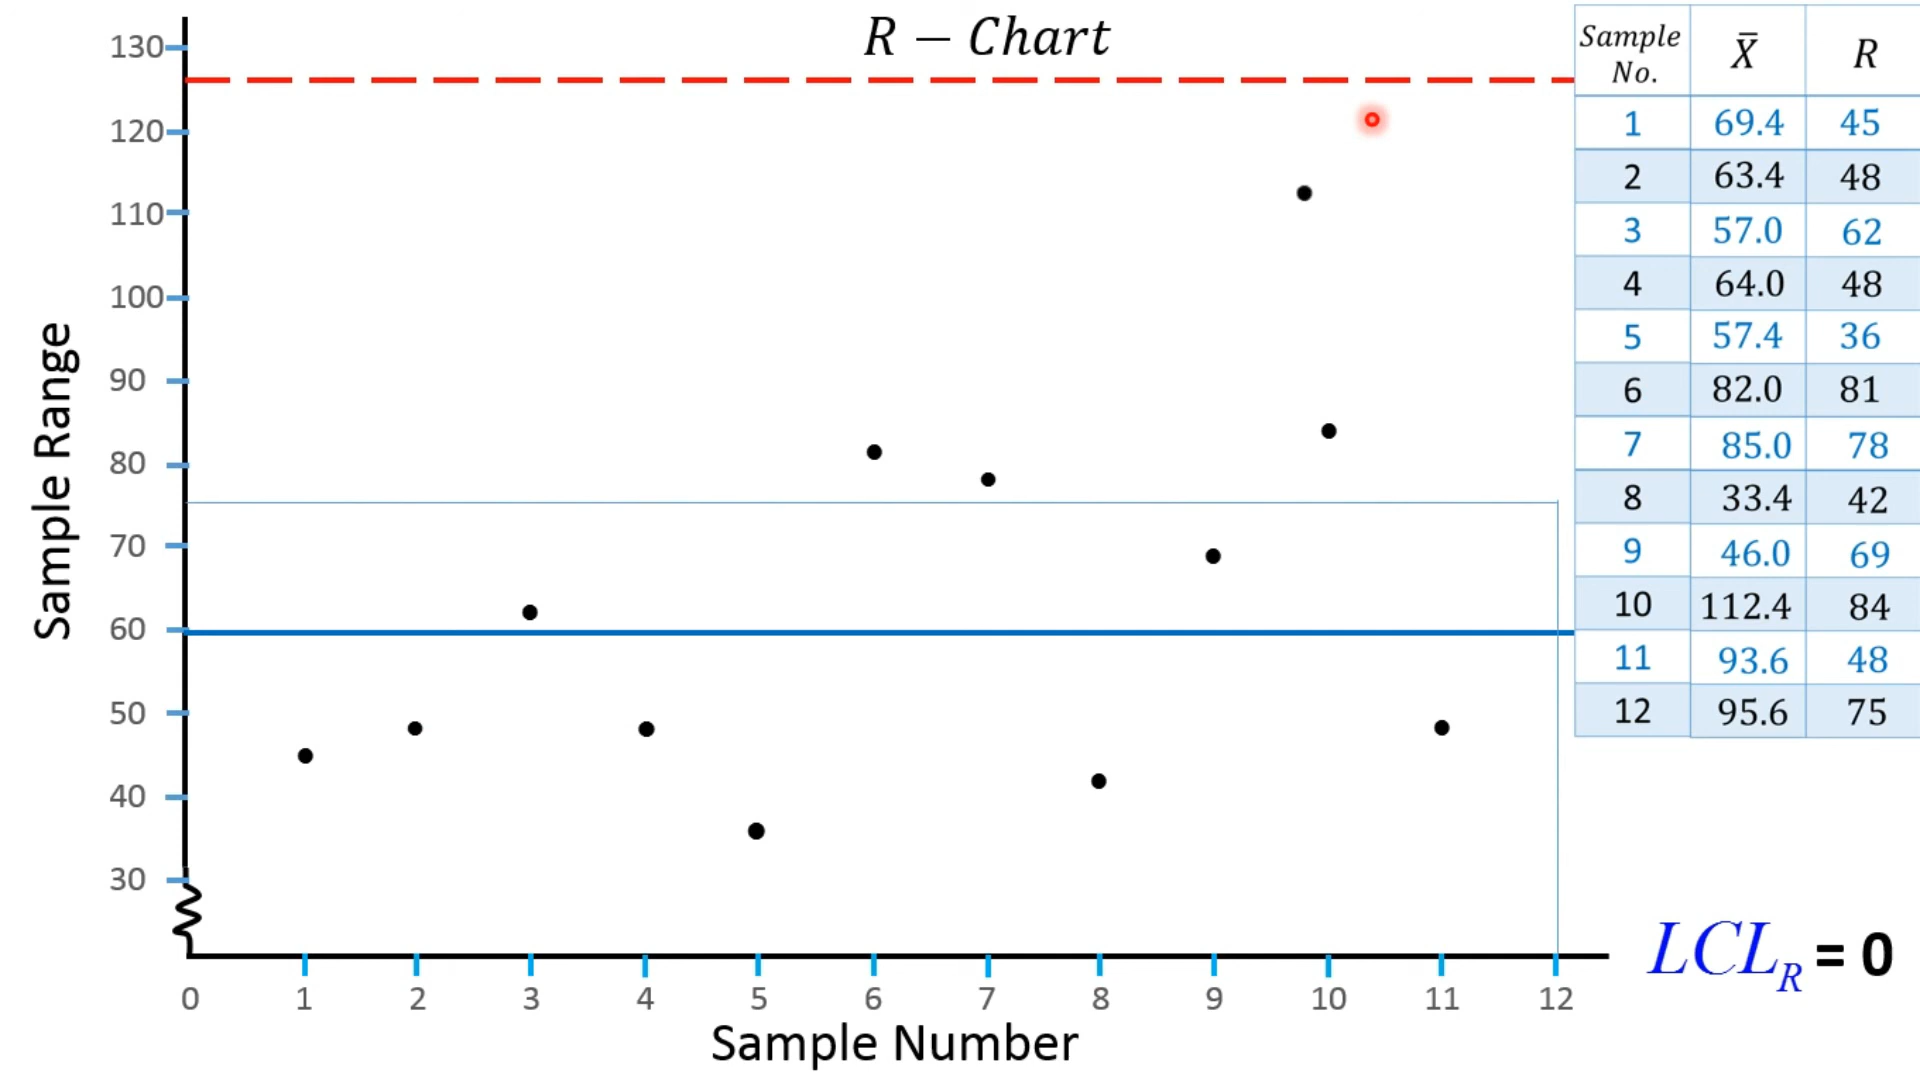 R – Chart
130
120
110
100
90
80
70
60
50
40
30
Sample Range
0 1 2 3 4 5 6 7 8 9 10 11 12
Sample Number
Sample No. X̄ R
1 69.4 45
2 63.4 48
3 57.0 62
4 64.0 48
5 57.4 36
6 82.0 81
7 85.0 78
8 33.4 42
9 46.0 69
10 112.4 84
11 93.6 48
12 95.6 75
LCL_R = 0